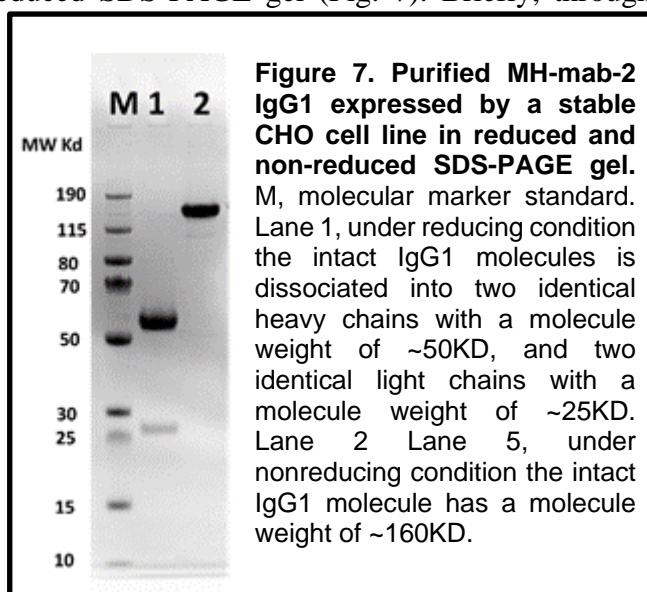 educed SDS-PAGE gel (Fig. 7). Briefly, through
M 1 2
MW Kd
190
115
80
70
50
30
25
15
10
Figure 7. Purified MH-mab-2
IgG1 expressed by a stable
CHO cell line in reduced and
non-reduced SDS-PAGE gel.
M, molecular marker standard.
Lane 1, under reducing condition
the intact IgG1 molecules is
dissociated into two identical
heavy chains with a molecule
weight of ~50KD, and two
identical light chains with a
molecule weight of ~25KD.
Lane 2 Lane 5, under
nonreducing condition the intact
IgG1 molecule has a molecule
weight of ~160KD.